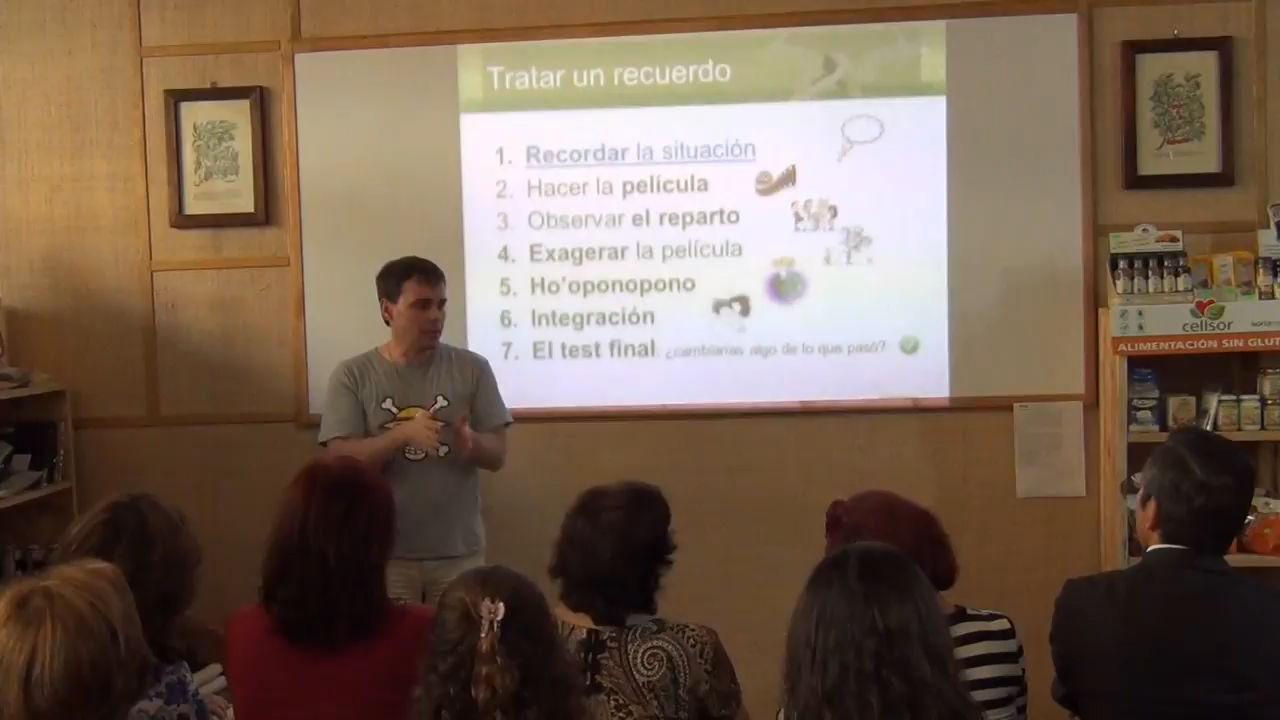 Tratar un recuerdo
1. Recordar la situación
2. Hacer la película
3. Observar el reparto
4. Exagerar la película
5. Ho'oponopono
6. Integración
7. El test final. ¿cambiarías algo de lo que pasó?
cellsor
ALIMENTACIÓN SIN GLUT